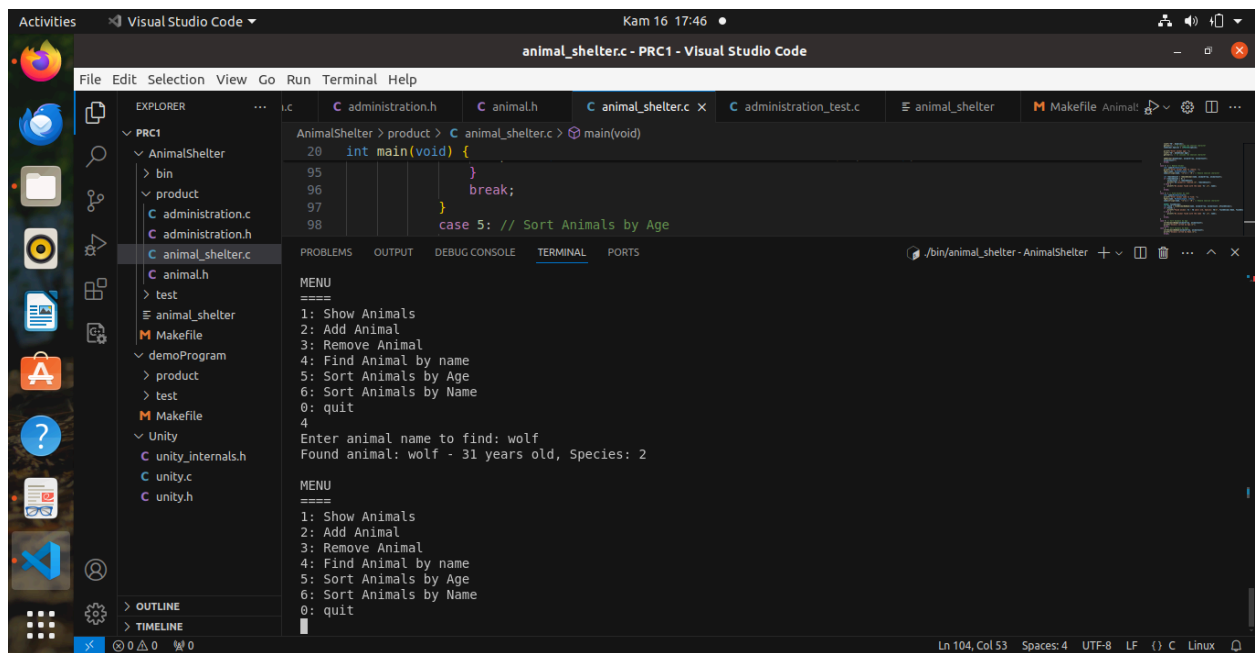 Activities Visual Studio Code Kam 16 17:46
animal_shelter.c - PRC1 - Visual Studio Code
File Edit Selection View Go Run Terminal Help
EXPLORER
PRC1
AnimalShelter
bin
product
administration.c
administration.h
animal_shelter.c
animal.h
test
animal_shelter
Makefile
demoProgram
product
test
Makefile
Unity
unity_internals.h
unity.c
unity.h
OUTLINE
TIMELINE
administration.h animal.h animal_shelter.c administration_test.c animal_shelter Makefile
AnimalShelter > product > C animal_shelter.c > main(void)
20 int main(void) {
95 }
96 break;
97 }
98 case 5: // Sort Animals by Age
PROBLEMS OUTPUT DEBUG CONSOLE TERMINAL PORTS ./bin/animal_shelter - AnimalShelter
MENU
====
1: Show Animals
2: Add Animal
3: Remove Animal
4: Find Animal by name
5: Sort Animals by Age
6: Sort Animals by Name
0: quit
4
Enter animal name to find: wolf
Found animal: wolf - 31 years old, Species: 2
MENU
====
1: Show Animals
2: Add Animal
3: Remove Animal
4: Find Animal by name
5: Sort Animals by Age
6: Sort Animals by Name
0: quit
0 0 0 Ln 104, Col 53 Spaces: 4 UTF-8 LF {} C Linux